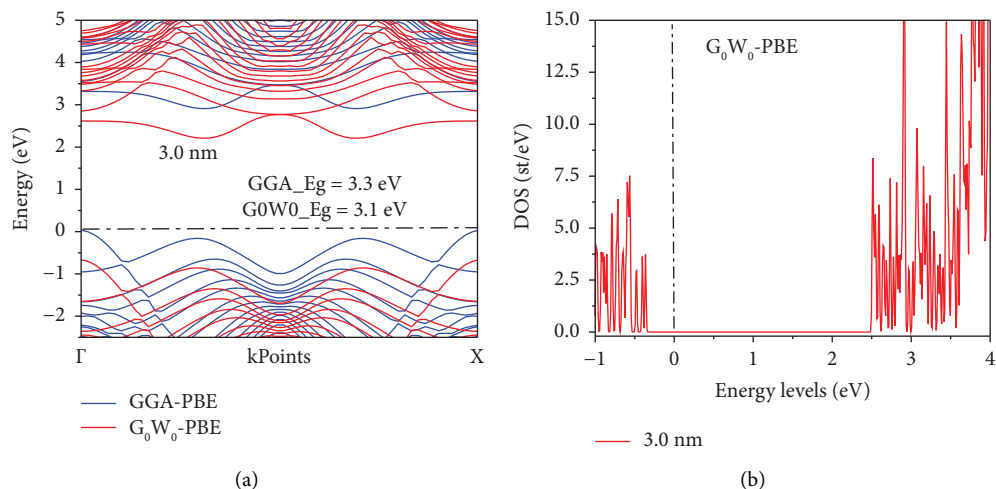 5
4
3
2
1
0
−1
−2
Energy (eV)
3.0 nm
GGA_Eg = 3.3 eV
G0W0_Eg = 3.1 eV
Γ
kPoints
X
GGA-PBE
G₀W₀-PBE
(a)
15.0
12.5
10.0
7.5
5.0
2.5
0.0
DOS (st/eV)
G₀W₀-PBE
−1
0
1
2
3
4
Energy levels (eV)
3.0 nm
(b)